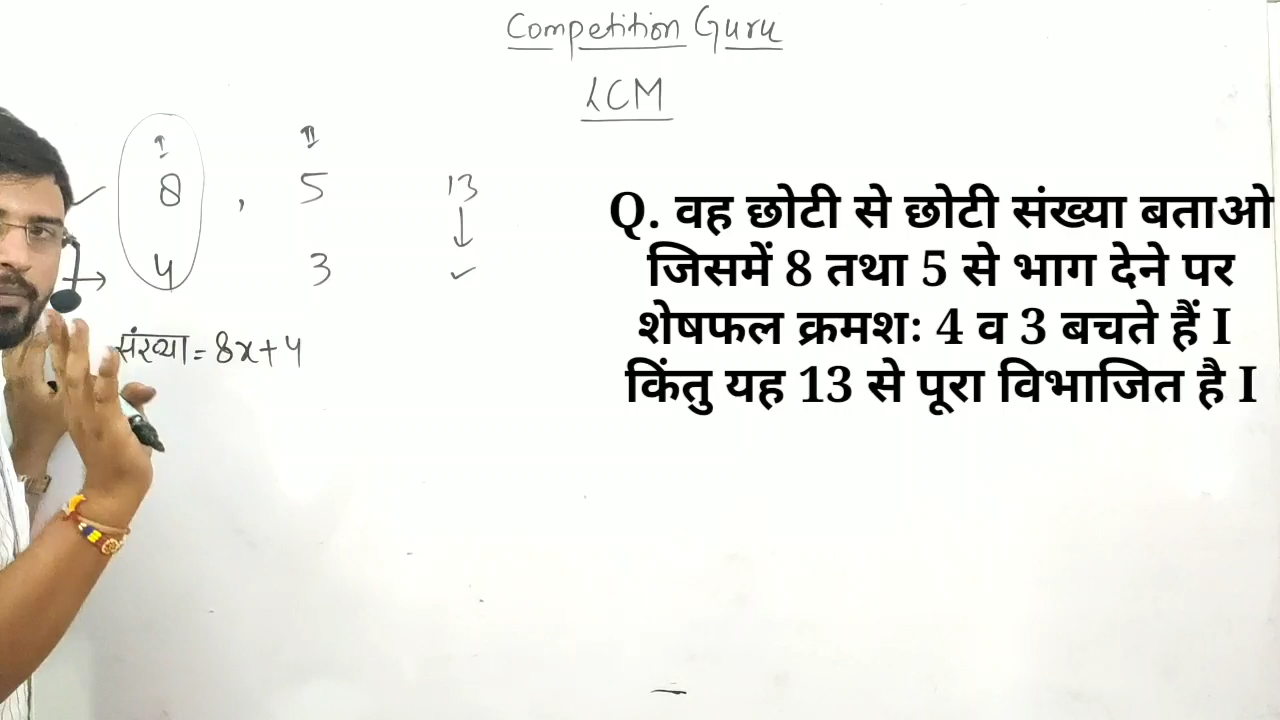 Competition Guru
LCM
I II
8 , 5 13
4 3
संख्या = 8x+4
Q. वह छोटी से छोटी संख्या बताओ
जिसमें 8 तथा 5 से भाग देने पर
शेषफल क्रमशः 4 व 3 बचते हैं I
किंतु यह 13 से पूरा विभाजित है I